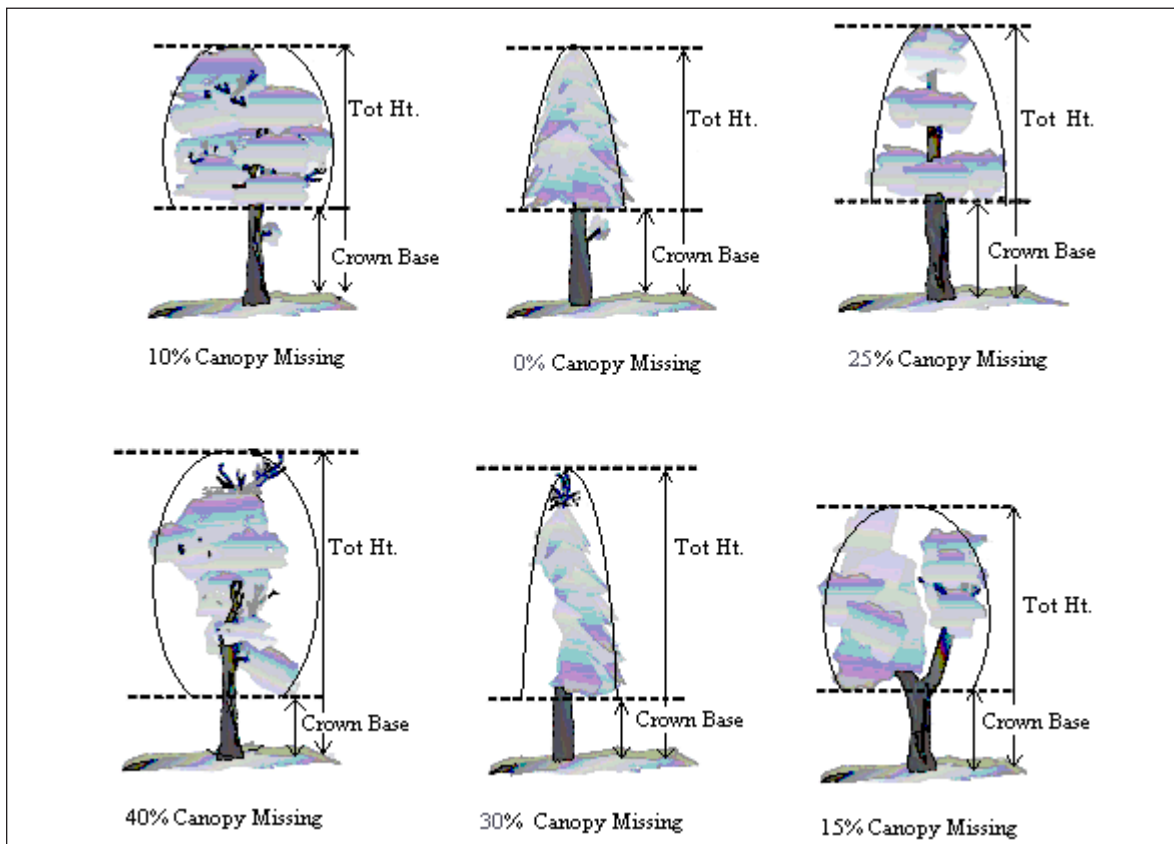 Tot Ht.
Crown Base
10% Canopy Missing
Tot Ht.
Crown Base
0% Canopy Missing
Tot Ht.
Crown Base
25% Canopy Missing
Tot Ht.
Crown Base
40% Canopy Missing
Tot Ht.
Crown Base
30% Canopy Missing
Tot Ht.
Crown Base
15% Canopy Missing